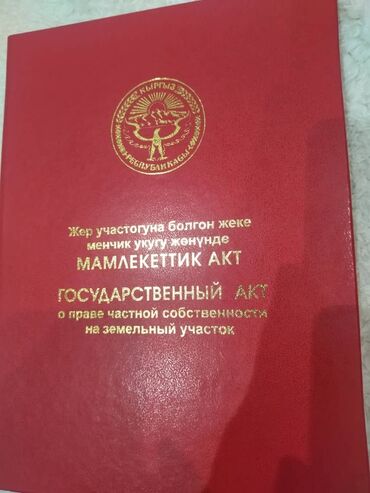 КЫРГЫЗ
РЕСПУБЛИКАСЫ
Жер участогуна болгон жеке
менчик укугу жөнүндө
МАМЛЕКЕТТИК АКТ
ГОСУДАРСТВЕННЫЙ АКТ
о праве частной собственности
на земельный участок